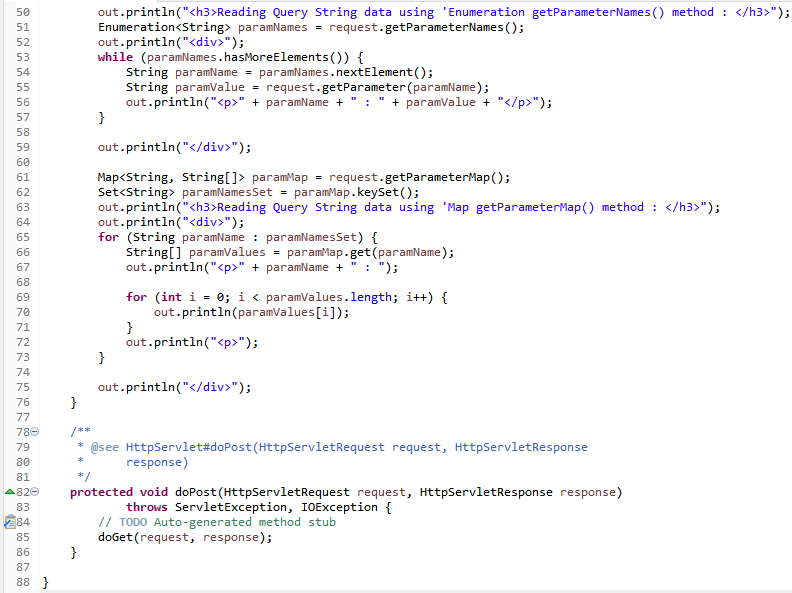 50         out.println("<h3>Reading Query String data using 'Enumeration getParameterNames() method : </h3>");
51         Enumeration<String> paramNames = request.getParameterNames();
52         out.println("<div>");
53         while (paramNames.hasMoreElements()) {
54             String paramName = paramNames.nextElement();
55             String paramValue = request.getParameter(paramName);
56             out.println("<p>" + paramName + " : " + paramValue + "</p>");
57         }
58
59         out.println("</div>");
60
61         Map<String, String[]> paramMap = request.getParameterMap();
62         Set<String> paramNamesSet = paramMap.keySet();
63         out.println("<h3>Reading Query String data using 'Map getParameterMap() method : </h3>");
64         out.println("<div>");
65         for (String paramName : paramNamesSet) {
66             String[] paramValues = paramMap.get(paramName);
67             out.println("<p>" + paramName + " : ");
68
69             for (int i = 0; i < paramValues.length; i++) {
70                 out.println(paramValues[i]);
71             }
72             out.println("<p>");
73         }
74
75         out.println("</div>");
76     }
77
78     /**
79      * @see HttpServlet#doPost(HttpServletRequest request, HttpServletResponse
80      *      response)
81      */
82     protected void doPost(HttpServletRequest request, HttpServletResponse response)
83             throws ServletException, IOException {
84         // TODO Auto-generated method stub
85         doGet(request, response);
86     }
87
88 }